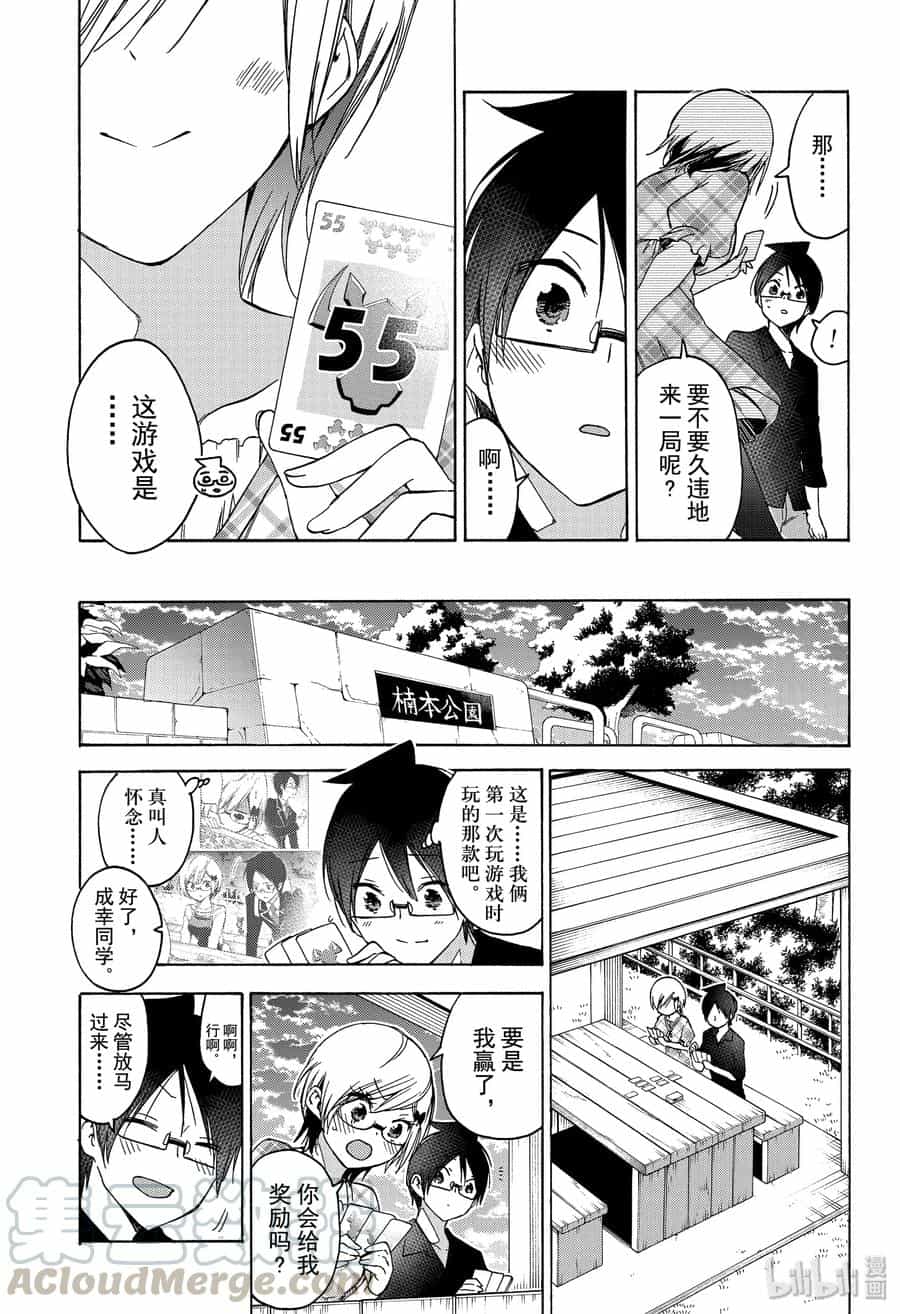 那……
！
要不要久违地
来一局呢？
啊……
55
55
55
这游戏是
……
楠本公園
这是……我俩
第一次玩游戏时
玩的那款吧。
真叫人
怀念……
好了，
成幸同学。
要是
我赢了，
你会给我
奖励吗？
啊啊，
行啊。
尽管放马
过来……
集云数据
ACloudMerge.com
bilibili漫画